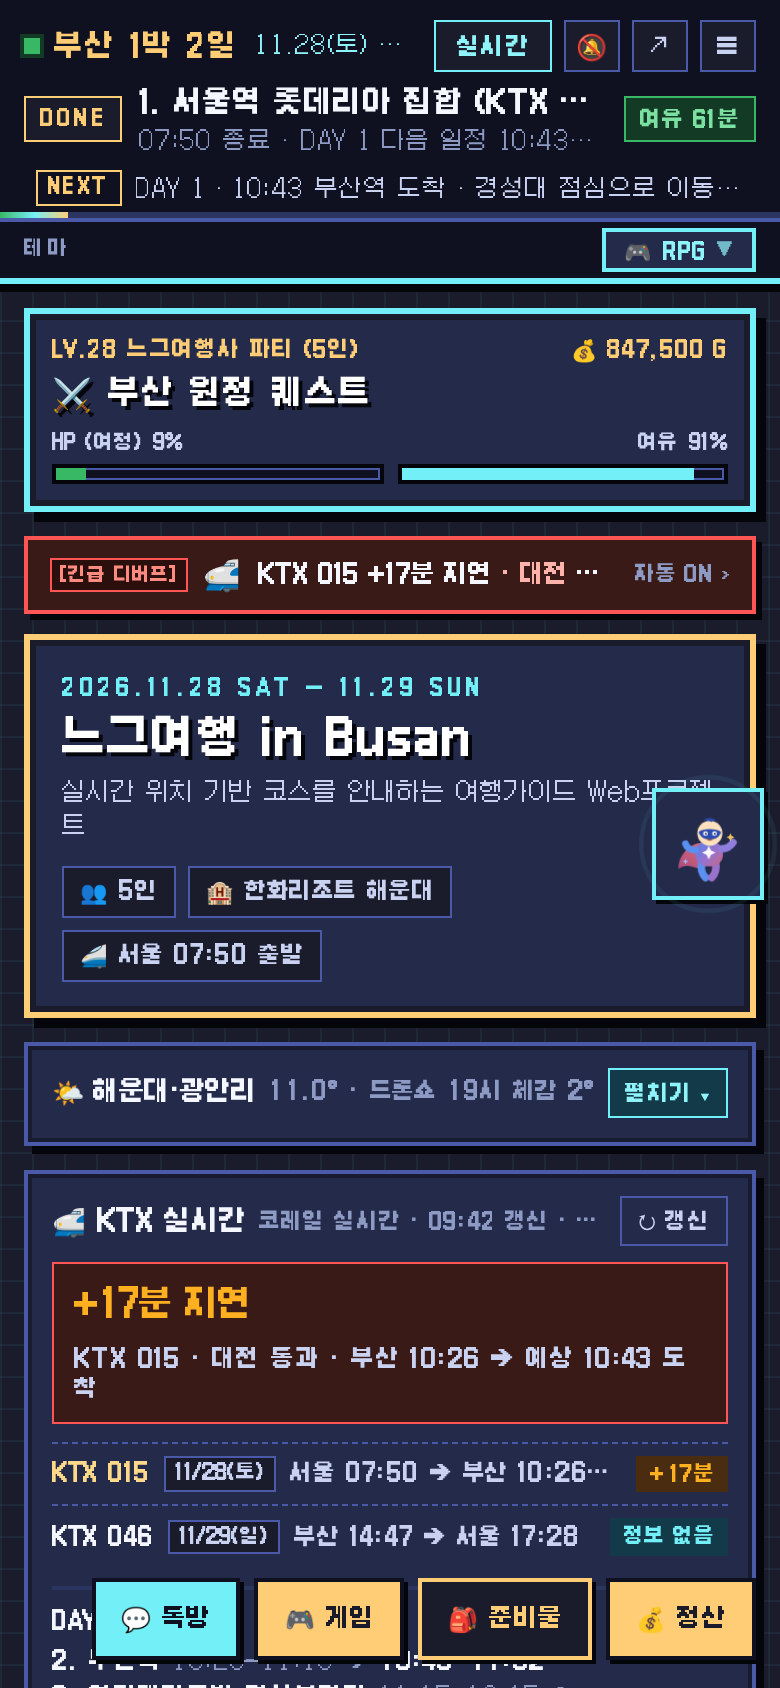 부산 1박 2일 11.28(토) ··· 실시간 ↗ ☰
DONE 1. 서울역 롯데리아 집합 (KTX ··· 여유 61분
07:50 종료 · DAY 1 다음 일정 10:43···
NEXT DAY 1 · 10:43 부산역 도착 · 경성대 점심으로 이동···
테마 🎮 RPG ▼
LV.28 느그여행사 파티 (5인) 💰 847,500 G
⚔️ 부산 원정 퀘스트
HP (여정) 9% 여유 91%
[긴급 디버프] 🚄 KTX 015 +17분 지연 · 대전 ··· 자동 ON ›
2026.11.28 SAT — 11.29 SUN
느그여행 in Busan
실시간 위치 기반 코스를 안내하는 여행가이드 Web프로젝
트
👥 5인 🏨 한화리조트 해운대
🚄 서울 07:50 출발
🌤️ 해운대·광안리 11.0° · 드론쇼 19시 체감 2° 펼치기 ▾
🚄 KTX 실시간 코레일 실시간 · 09:42 갱신 · ··· ↻ 갱신
+17분 지연
KTX 015 · 대전 통과 · 부산 10:26 → 예상 10:43 도
착
KTX 015 11/28(토) 서울 07:50 → 부산 10:26··· +17분
KTX 046 11/29(일) 부산 14:47 → 서울 17:28 정보 없음
DAY
💬 톡방 🎮 게임 🎒 준비물 💰 정산
2.